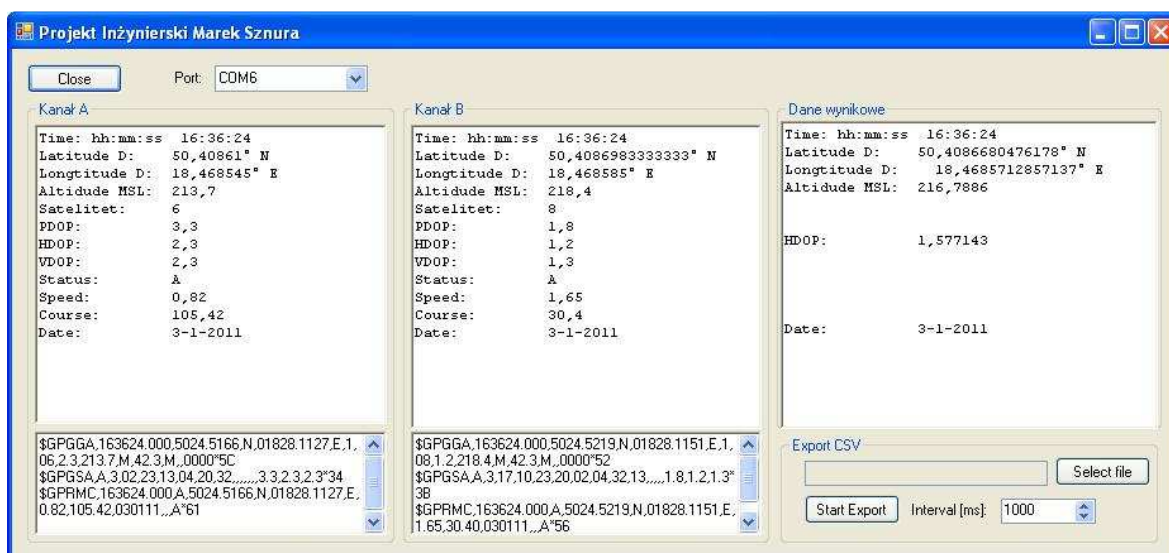 Projekt Inżynierski Marek Sznura
Close Port: COM6
Kanał A
Time: hh:mm:ss 16:36:24
Latitude D: 50,40861° N
Longtitude D: 18,468545° E
Altidude MSL: 213,7
Satelitet: 6
PDOP: 3,3
HDOP: 2,3
VDOP: 2,3
Status: A
Speed: 0,82
Course: 105,42
Date: 3-1-2011
$GPGGA,163624.000,5024.5166,N,01828.1127,E,1,
06,2.3,213.7,M,42.3,M,,0000*5C
$GPGSA,A,3,02,23,13,04,20,32,,,,,,,3.3,2.3,2.3*34
$GPRMC,163624.000,A,5024.5166,N,01828.1127,E,
0.82,105.42,030111,,,A*61
Kanał B
Time: hh:mm:ss 16:36:24
Latitude D: 50,4086983333333° N
Longtitude D: 18,468585° E
Altidude MSL: 218,4
Satelitet: 8
PDOP: 1,8
HDOP: 1,2
VDOP: 1,3
Status: A
Speed: 1,65
Course: 30,4
Date: 3-1-2011
$GPGGA,163624.000,5024.5219,N,01828.1151,E,1,
08,1.2,218.4,M,42.3,M,,0000*52
$GPGSA,A,3,17,10,23,20,02,04,32,13,,,,,1.8,1.2,1.3*
3B
$GPRMC,163624.000,A,5024.5219,N,01828.1151,E,
1.65,30.40,030111,,,A*56
Dane wynikowe
Time: hh:mm:ss 16:36:24
Latitude D: 50,4086680476178° N
Longtitude D: 18,4685712857137° E
Altidude MSL: 216,7886
HDOP: 1,577143
Date: 3-1-2011
Export CSV
Select file
Start Export Interval [ms]: 1000